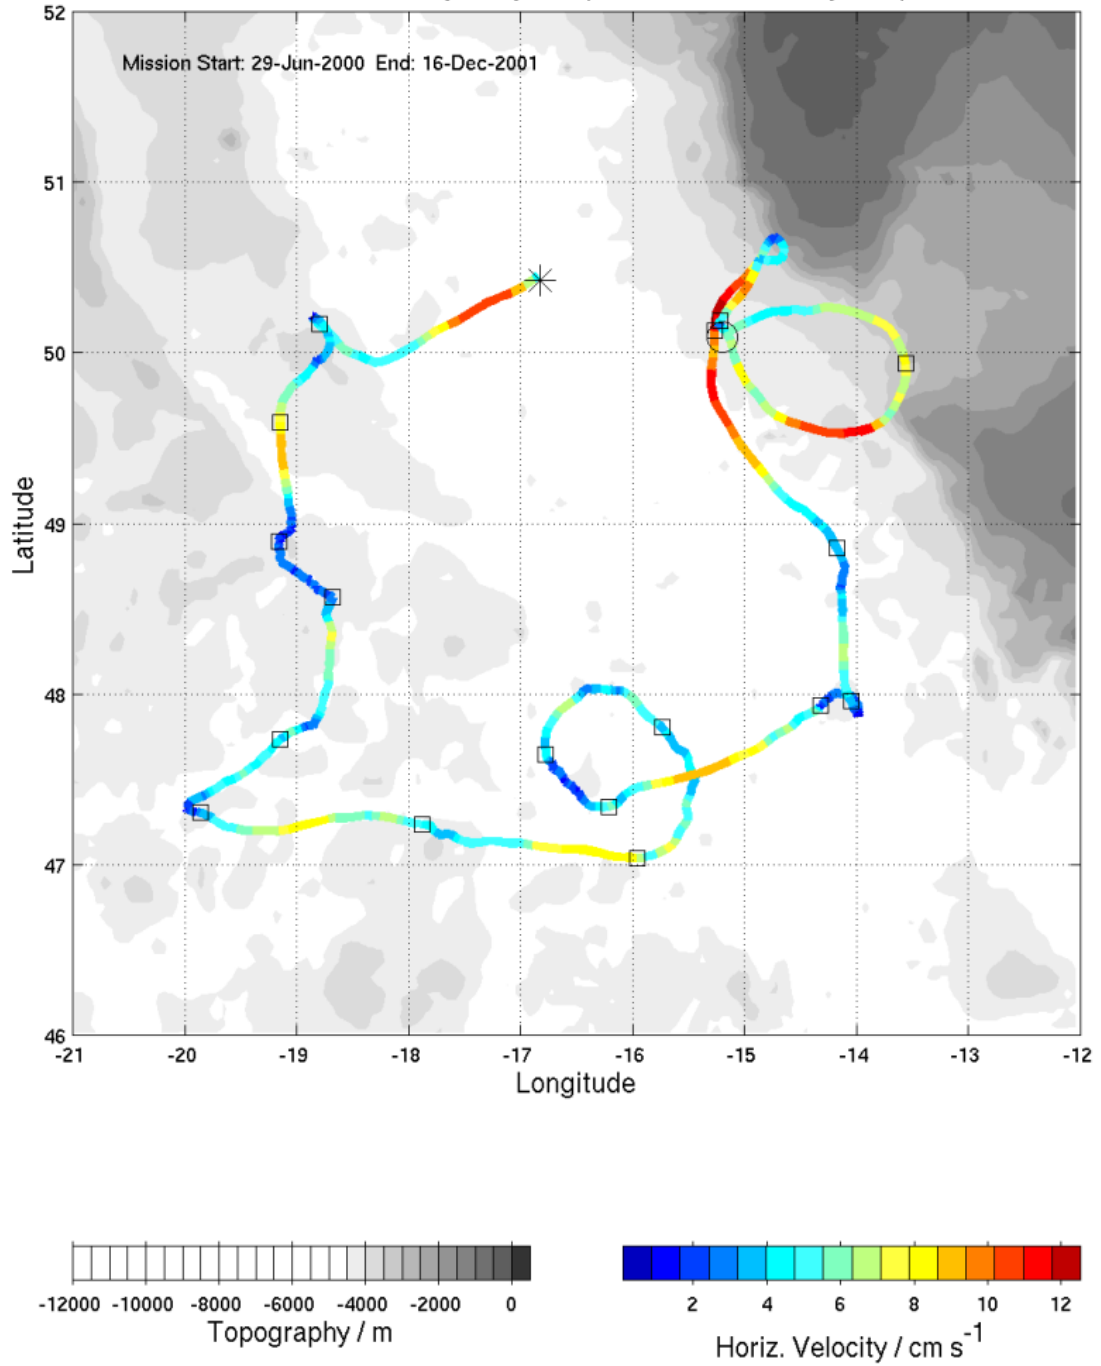 Mission Start: 29-Jun-2000 End: 16-Dec-2001
52
51
50
49
48
47
46
Latitude
-21 -20 -19 -18 -17 -16 -15 -14 -13 -12
Longitude
-12000 -10000 -8000 -6000 -4000 -2000 0
Topography / m
2 4 6 8 10 12
Horiz. Velocity / cm s⁻¹